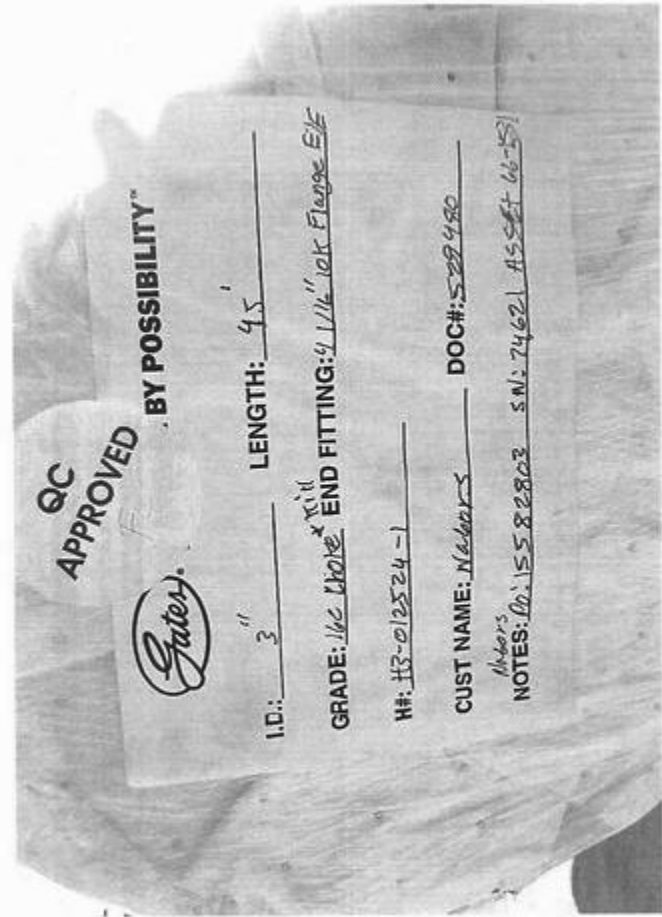 QC
APPROVED
Gates. BY POSSIBILITY™
I.D.: 3" LENGTH: 45'
GRADE: 16C Choke & Kill END FITTING: 4 1/16" 10K Flange E/E
H#: H3-012524-1
CUST NAME: Nabors DOC#: 529480
Nabors
NOTES: Po: 15582803 SN: 74621 ASSET 66-1531